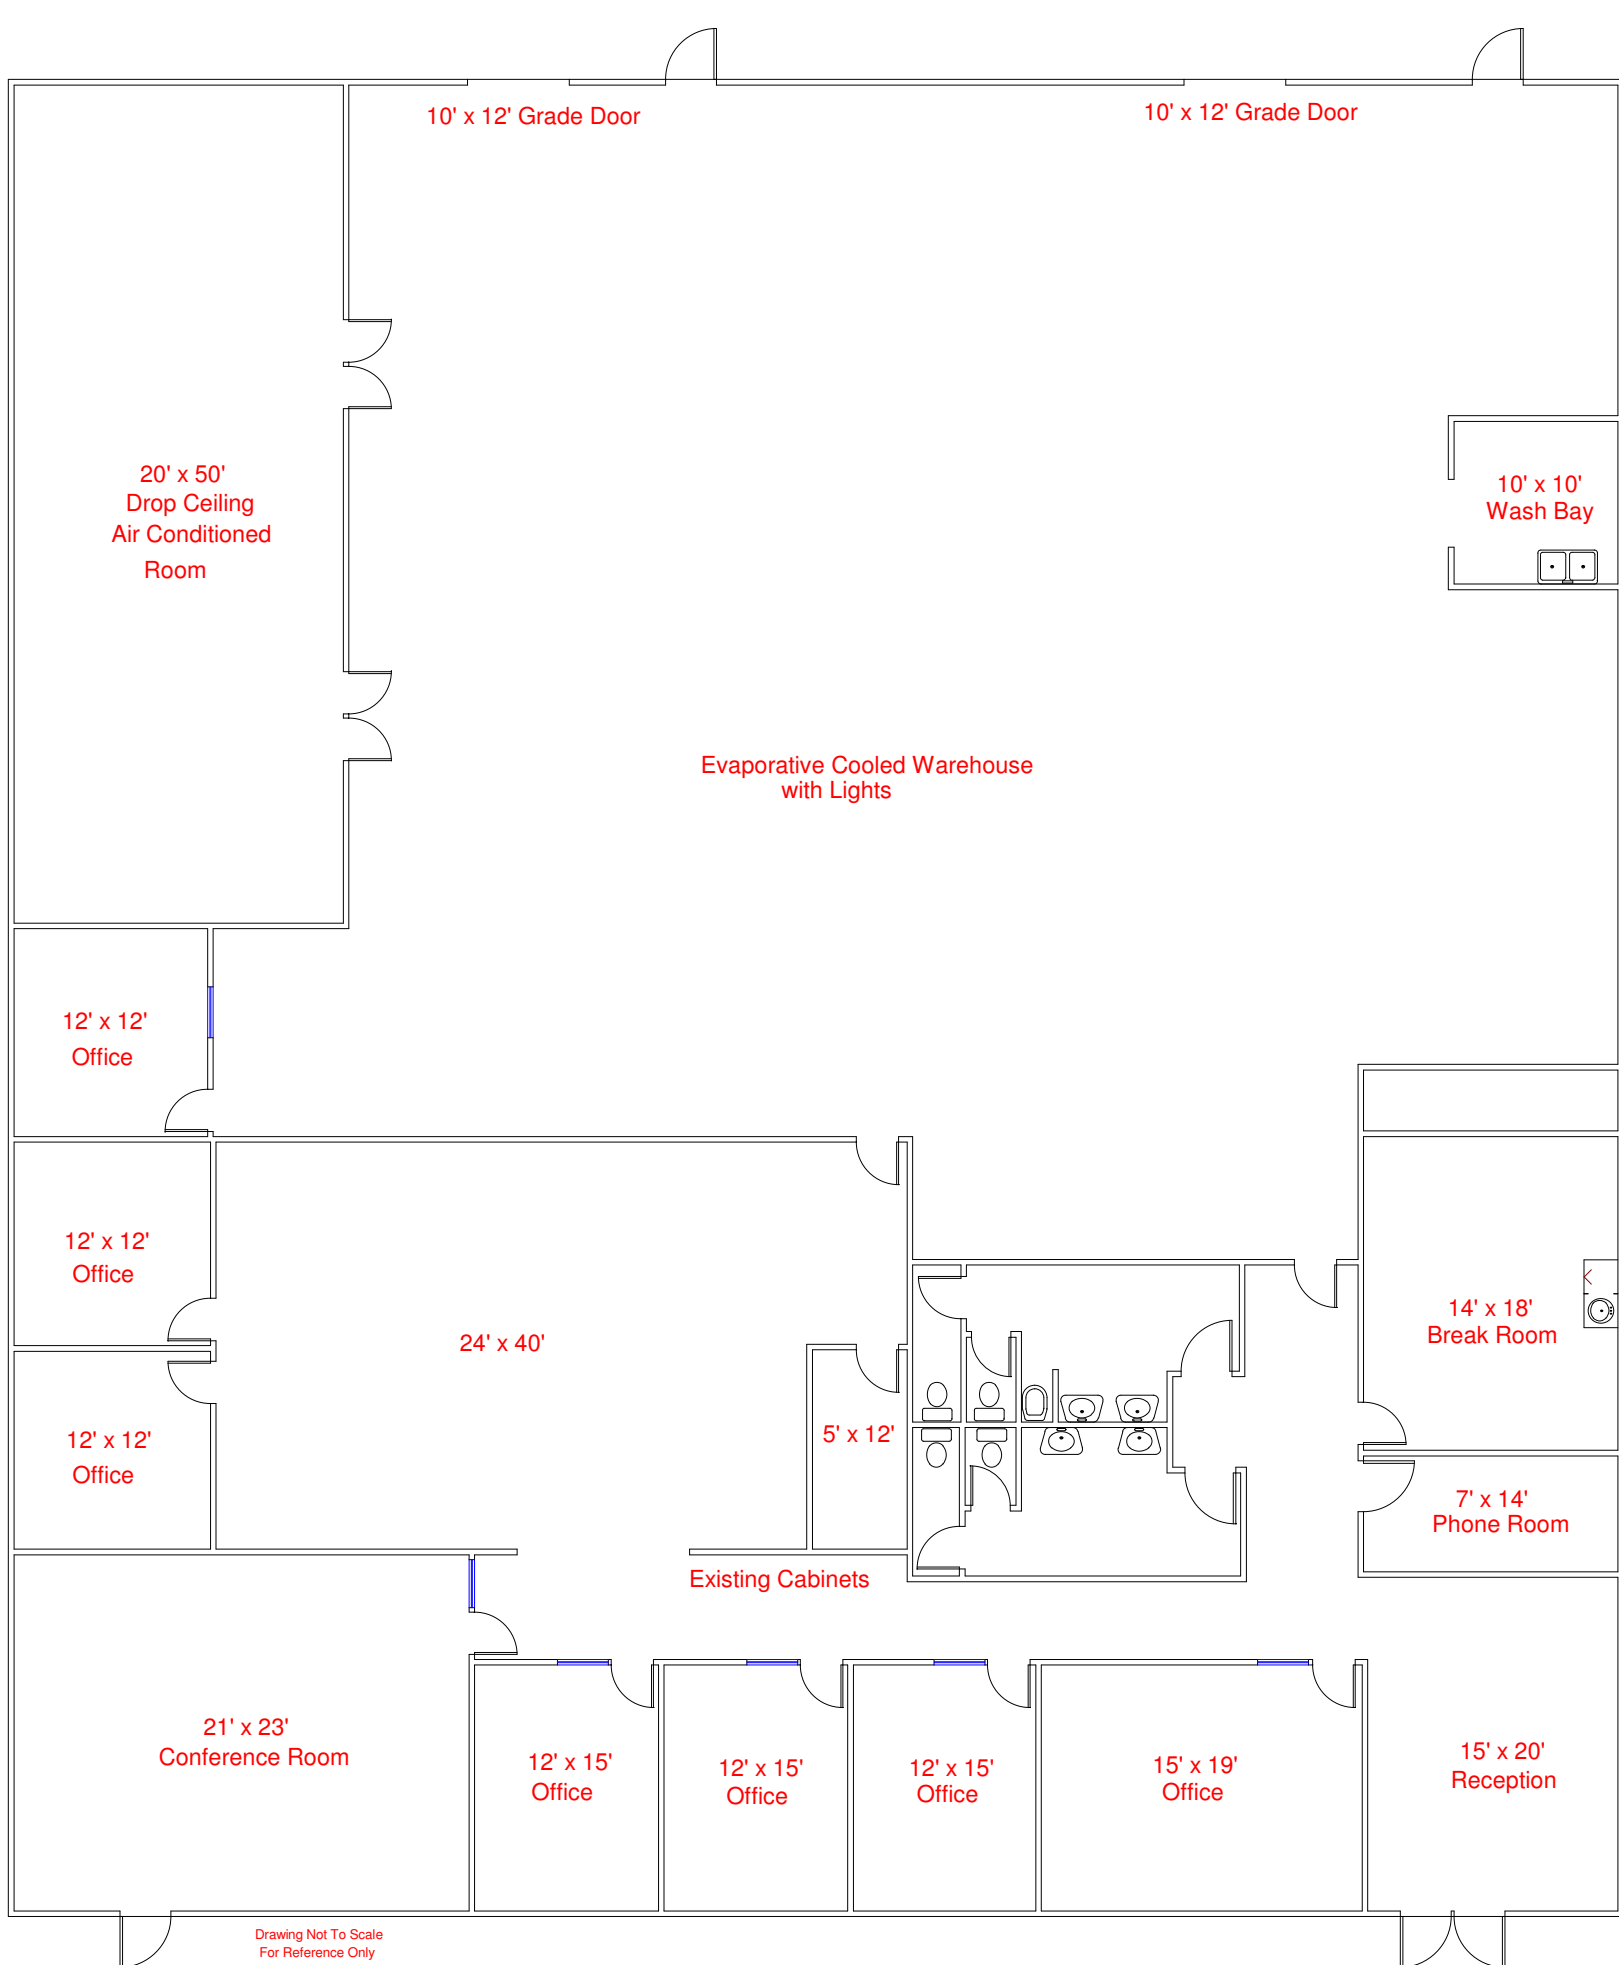 10' x 12' Grade Door
10' x 12' Grade Door
20' x 50'
Drop Ceiling
Air Conditioned
Room
10' x 10'
Wash Bay
Evaporative Cooled Warehouse
with Lights
12' x 12'
Office
12' x 12'
Office
24' x 40'
14' x 18'
Break Room
12' x 12'
Office
5' x 12'
7' x 14'
Phone Room
Existing Cabinets
21' x 23'
Conference Room
12' x 15'
Office
12' x 15'
Office
12' x 15'
Office
15' x 19'
Office
15' x 20'
Reception
Drawing Not To Scale
For Reference Only